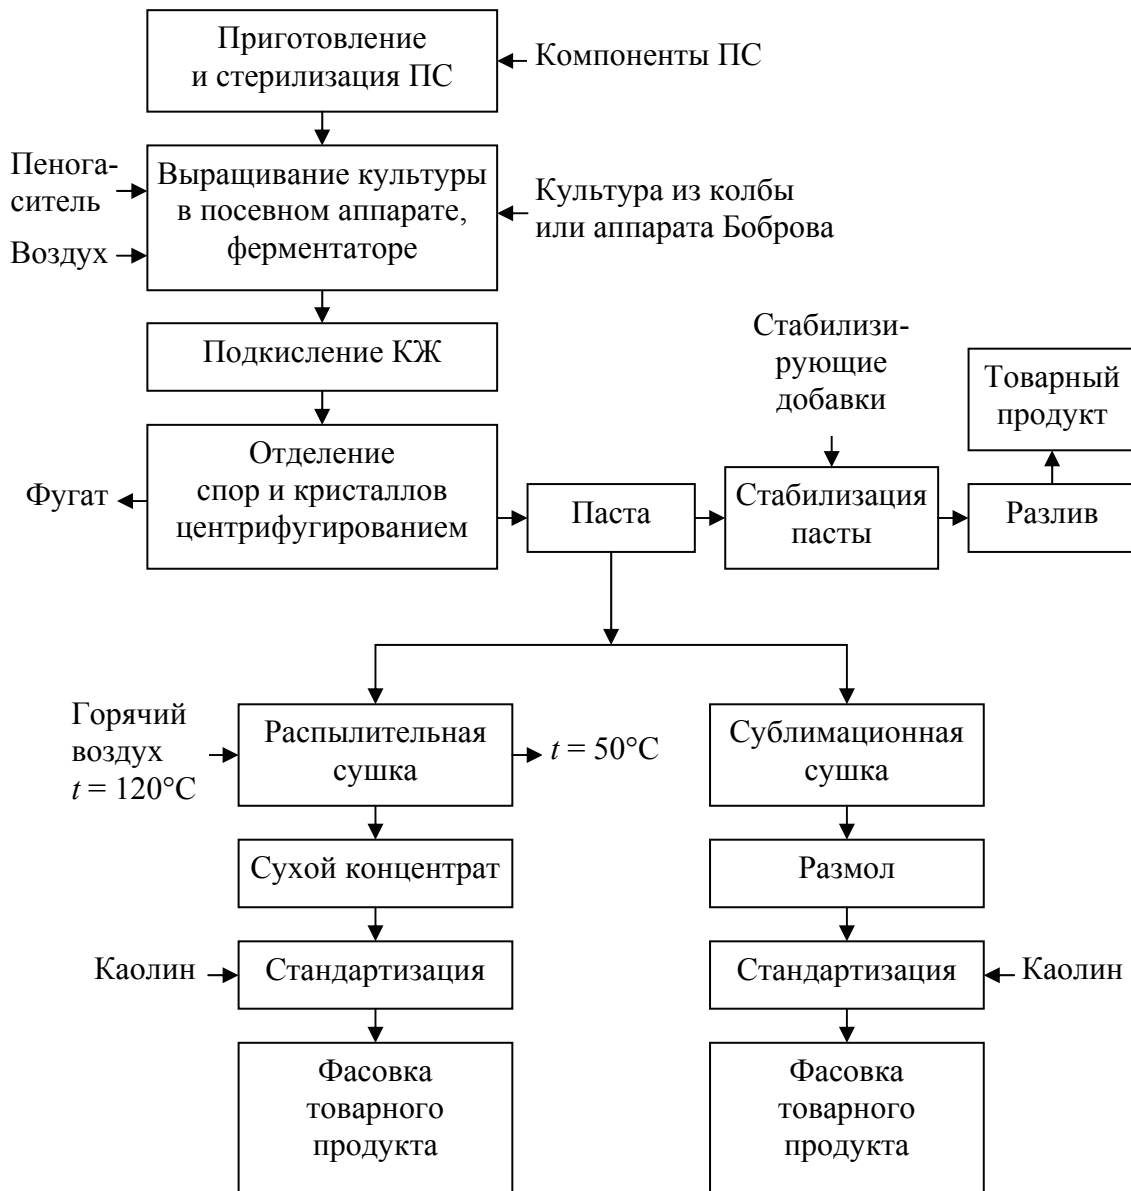 Приготовление
и стерилизация ПС
Компоненты ПС
Пенога-
ситель
Воздух
Выращивание культуры
в посевном аппарате,
ферментаторе
Культура из колбы
или аппарата Боброва
Подкисление КЖ
Стабилизи-
рующие
добавки
Товарный
продукт
Фугат
Отделение
спор и кристаллов
центрифугированием
Паста
Стабилизация
пасты
Разлив
Горячий
воздух
t = 120°C
Распылительная
сушка
t = 50°C
Сублимационная
сушка
Сухой концентрат
Размол
Каолин
Стандартизация
Стандартизация
Каолин
Фасовка
товарного
продукта
Фасовка
товарного
продукта